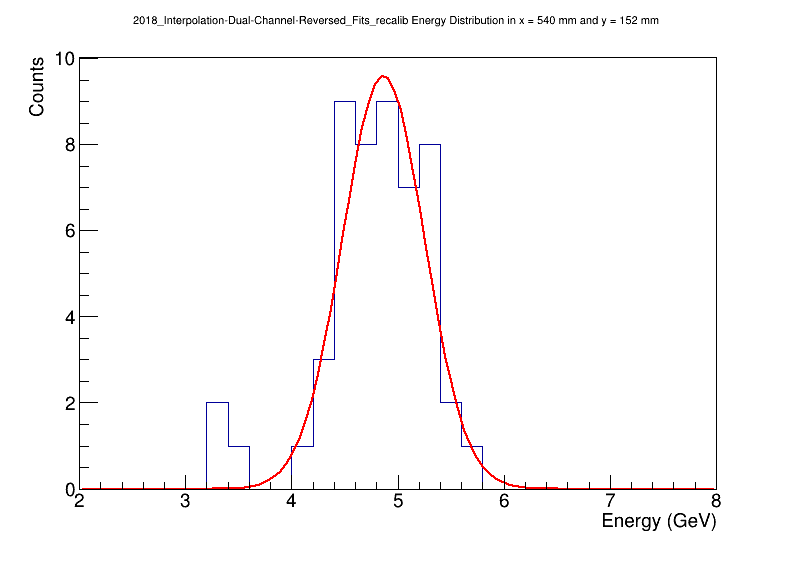 2018_Interpolation-Dual-Channel-Reversed_Fits_recalib Energy Distribution in x = 540 mm and y = 152 mm
Counts
10
8
6
4
2
0
2 3 4 5 6 7 8
Energy (GeV)